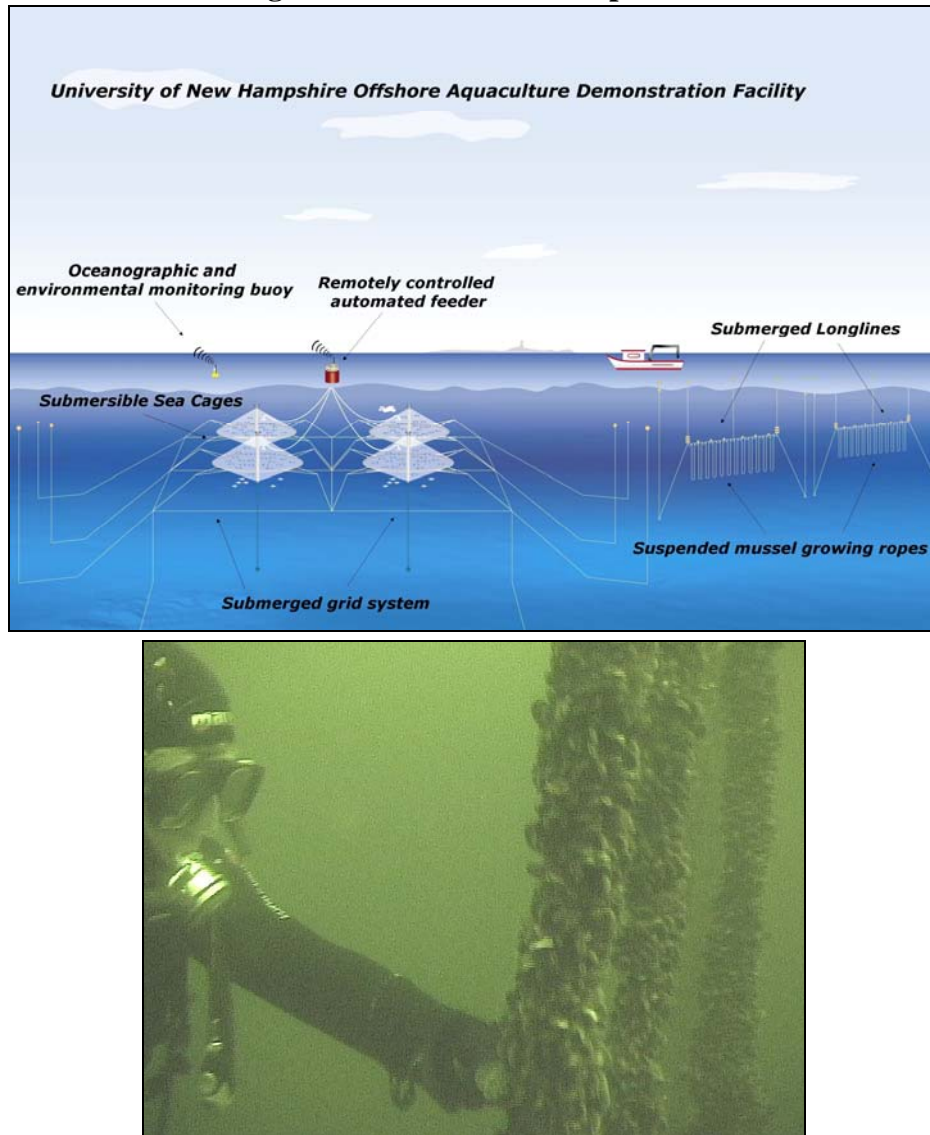 University of New Hampshire Offshore Aquaculture Demonstration Facility
Oceanographic and
environmental monitoring buoy
Remotely controlled
automated feeder
Submerged Longlines
Submersible Sea Cages
Suspended mussel growing ropes
Submerged grid system